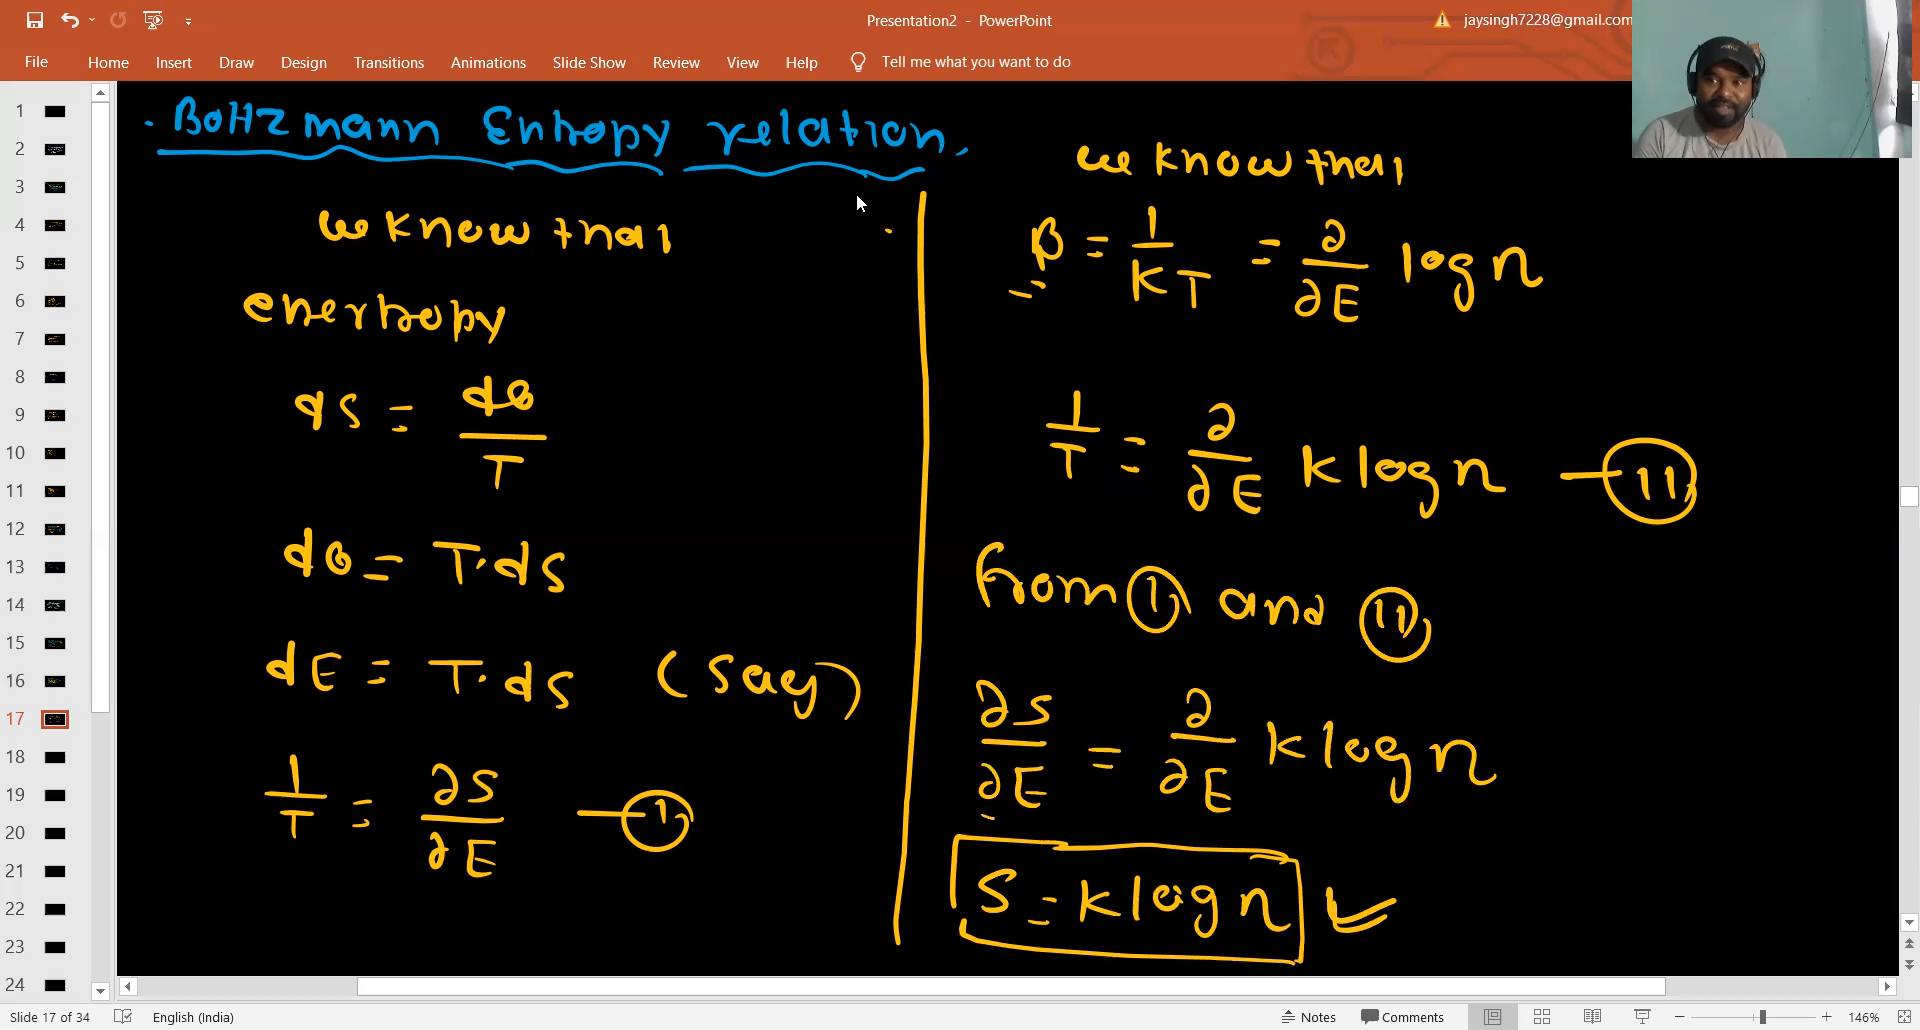 Presentation2 - PowerPoint
jaysingh7228@gmail.com
File Home Insert Draw Design Transitions Animations Slide Show Review View Help Tell me what you want to do
1
2
3
4
5
6
7
8
9
10
11
12
13
14
15
16
17
18
19
20
21
22
23
24
Boltzmann Entropy relation.
we know that
enertropy
dS = dQ / T
dQ = T·dS
dE = T·dS (say)
1/T = ∂S/∂E — (1)
we know that
β = 1/KT = ∂/∂E log n
1/T = ∂/∂E K log n — (11)
from (1) and (11)
∂S/∂E = ∂/∂E K log n
S = K log n
Slide 17 of 34 English (India) Notes Comments 146%